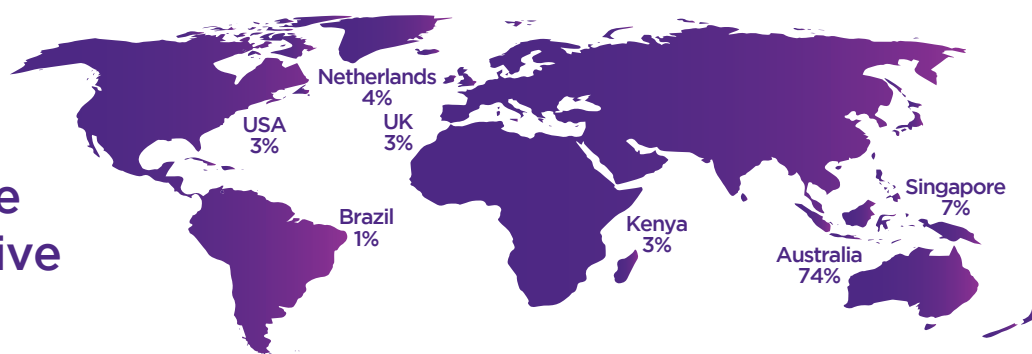 Netherlands
4%
USA
3%
UK
3%
Brazil
1%
Kenya
3%
Singapore
7%
Australia
74%